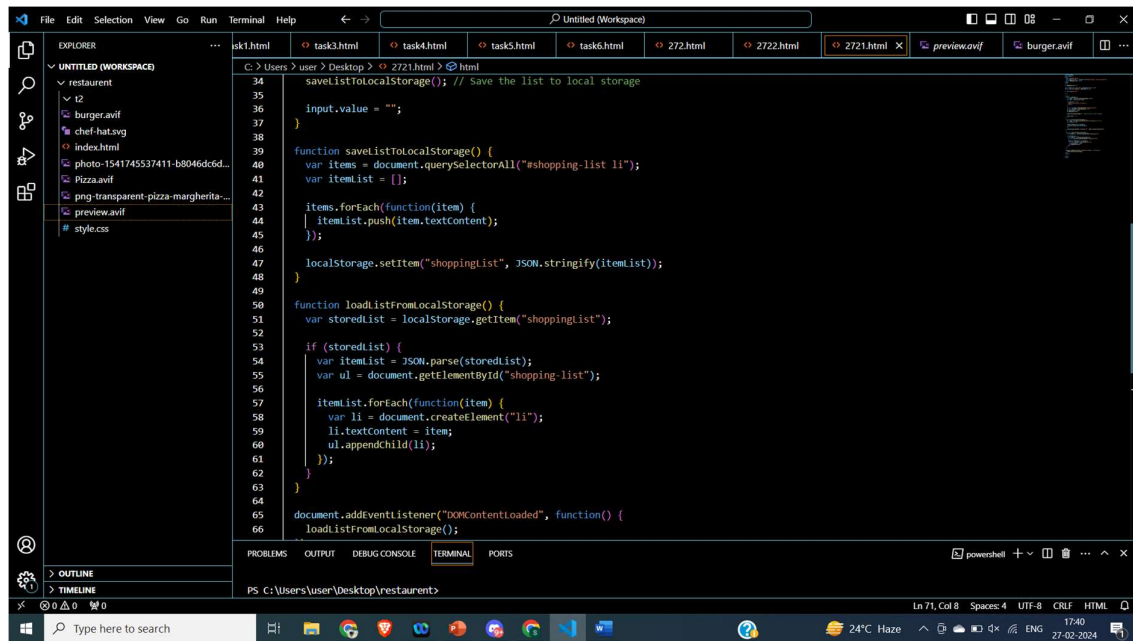 File Edit Selection View Go Run Terminal Help
Untitled (Workspace)
EXPLORER
UNTITLED (WORKSPACE)
restaurent
t2
burger.avif
chef-hat.svg
index.html
photo-1541745537411-b8046dc6d...
Pizza.avif
png-transparent-pizza-margherita-...
preview.avif
# style.css
OUTLINE
TIMELINE
sk1.html task3.html task4.html task5.html task6.html 272.html 2722.html 2721.html preview.avif burger.avif
C: > Users > user > Desktop > 2721.html > html
34 saveListToLocalStorage(); // Save the list to local storage
35
36 input.value = "";
37 }
38
39 function saveListToLocalStorage() {
40 var items = document.querySelectorAll("#shopping-list li");
41 var itemList = [];
42
43 items.forEach(function(item) {
44 itemList.push(item.textContent);
45 });
46
47 localStorage.setItem("shoppingList", JSON.stringify(itemList));
48 }
49
50 function loadListFromLocalStorage() {
51 var storedList = localStorage.getItem("shoppingList");
52
53 if (storedList) {
54 var itemList = JSON.parse(storedList);
55 var ul = document.getElementById("shopping-list");
56
57 itemList.forEach(function(item) {
58 var li = document.createElement("li");
59 li.textContent = item;
60 ul.appendChild(li);
61 });
62 }
63 }
64
65 document.addEventListener("DOMContentLoaded", function() {
66 loadListFromLocalStorage();
PROBLEMS OUTPUT DEBUG CONSOLE TERMINAL PORTS
powershell
PS C:\Users\user\Desktop\restaurent>
0 0 0
Ln 71, Col 8 Spaces: 4 UTF-8 CRLF HTML
Type here to search
24°C Haze
ENG
17:40
27-02-2024